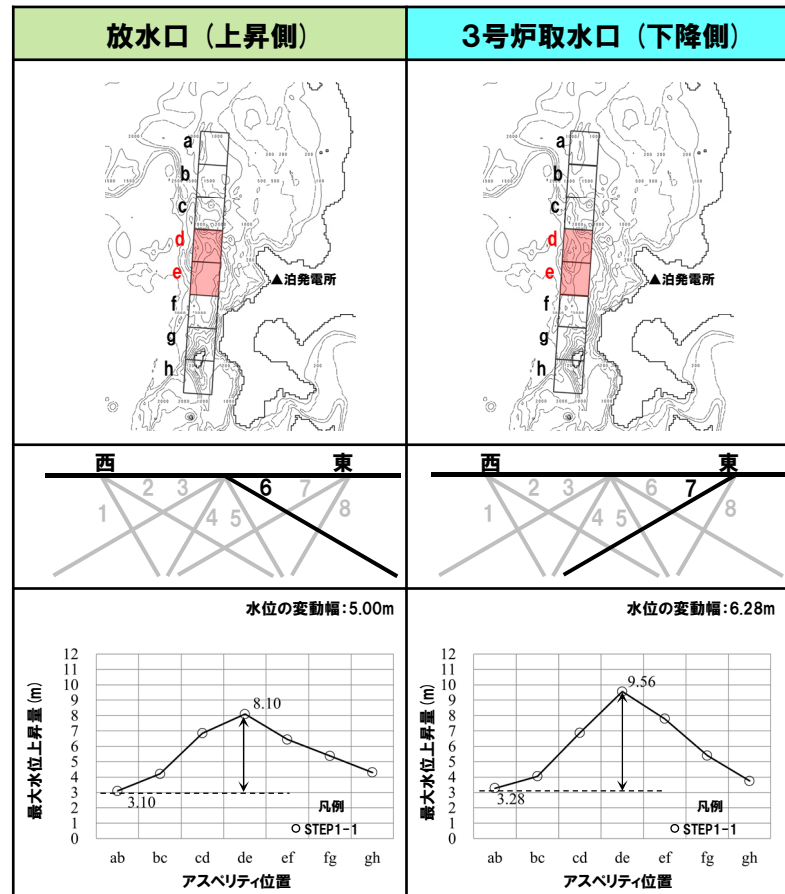 放水口（上昇側）
3号炉取水口（下降側）
a
b
c
d
e
f
g
h
▲泊発電所
a
b
c
d
e
f
g
h
▲泊発電所
西 東
1 2 3 4 5 6 7 8
西 東
1 2 3 4 5 6 7 8
水位の変動幅:5.00m
最大水位上昇量(m)
12
11
10
9
8
7
6
5
4
3
2
1
0
8.10
3.10
凡例
○ STEP1-1
ab bc cd de ef fg gh
アスペリティ位置
水位の変動幅:6.28m
最大水位上昇量(m)
12
11
10
9
8
7
6
5
4
3
2
1
0
9.56
3.28
凡例
○ STEP1-1
ab bc cd de ef fg gh
アスペリティ位置